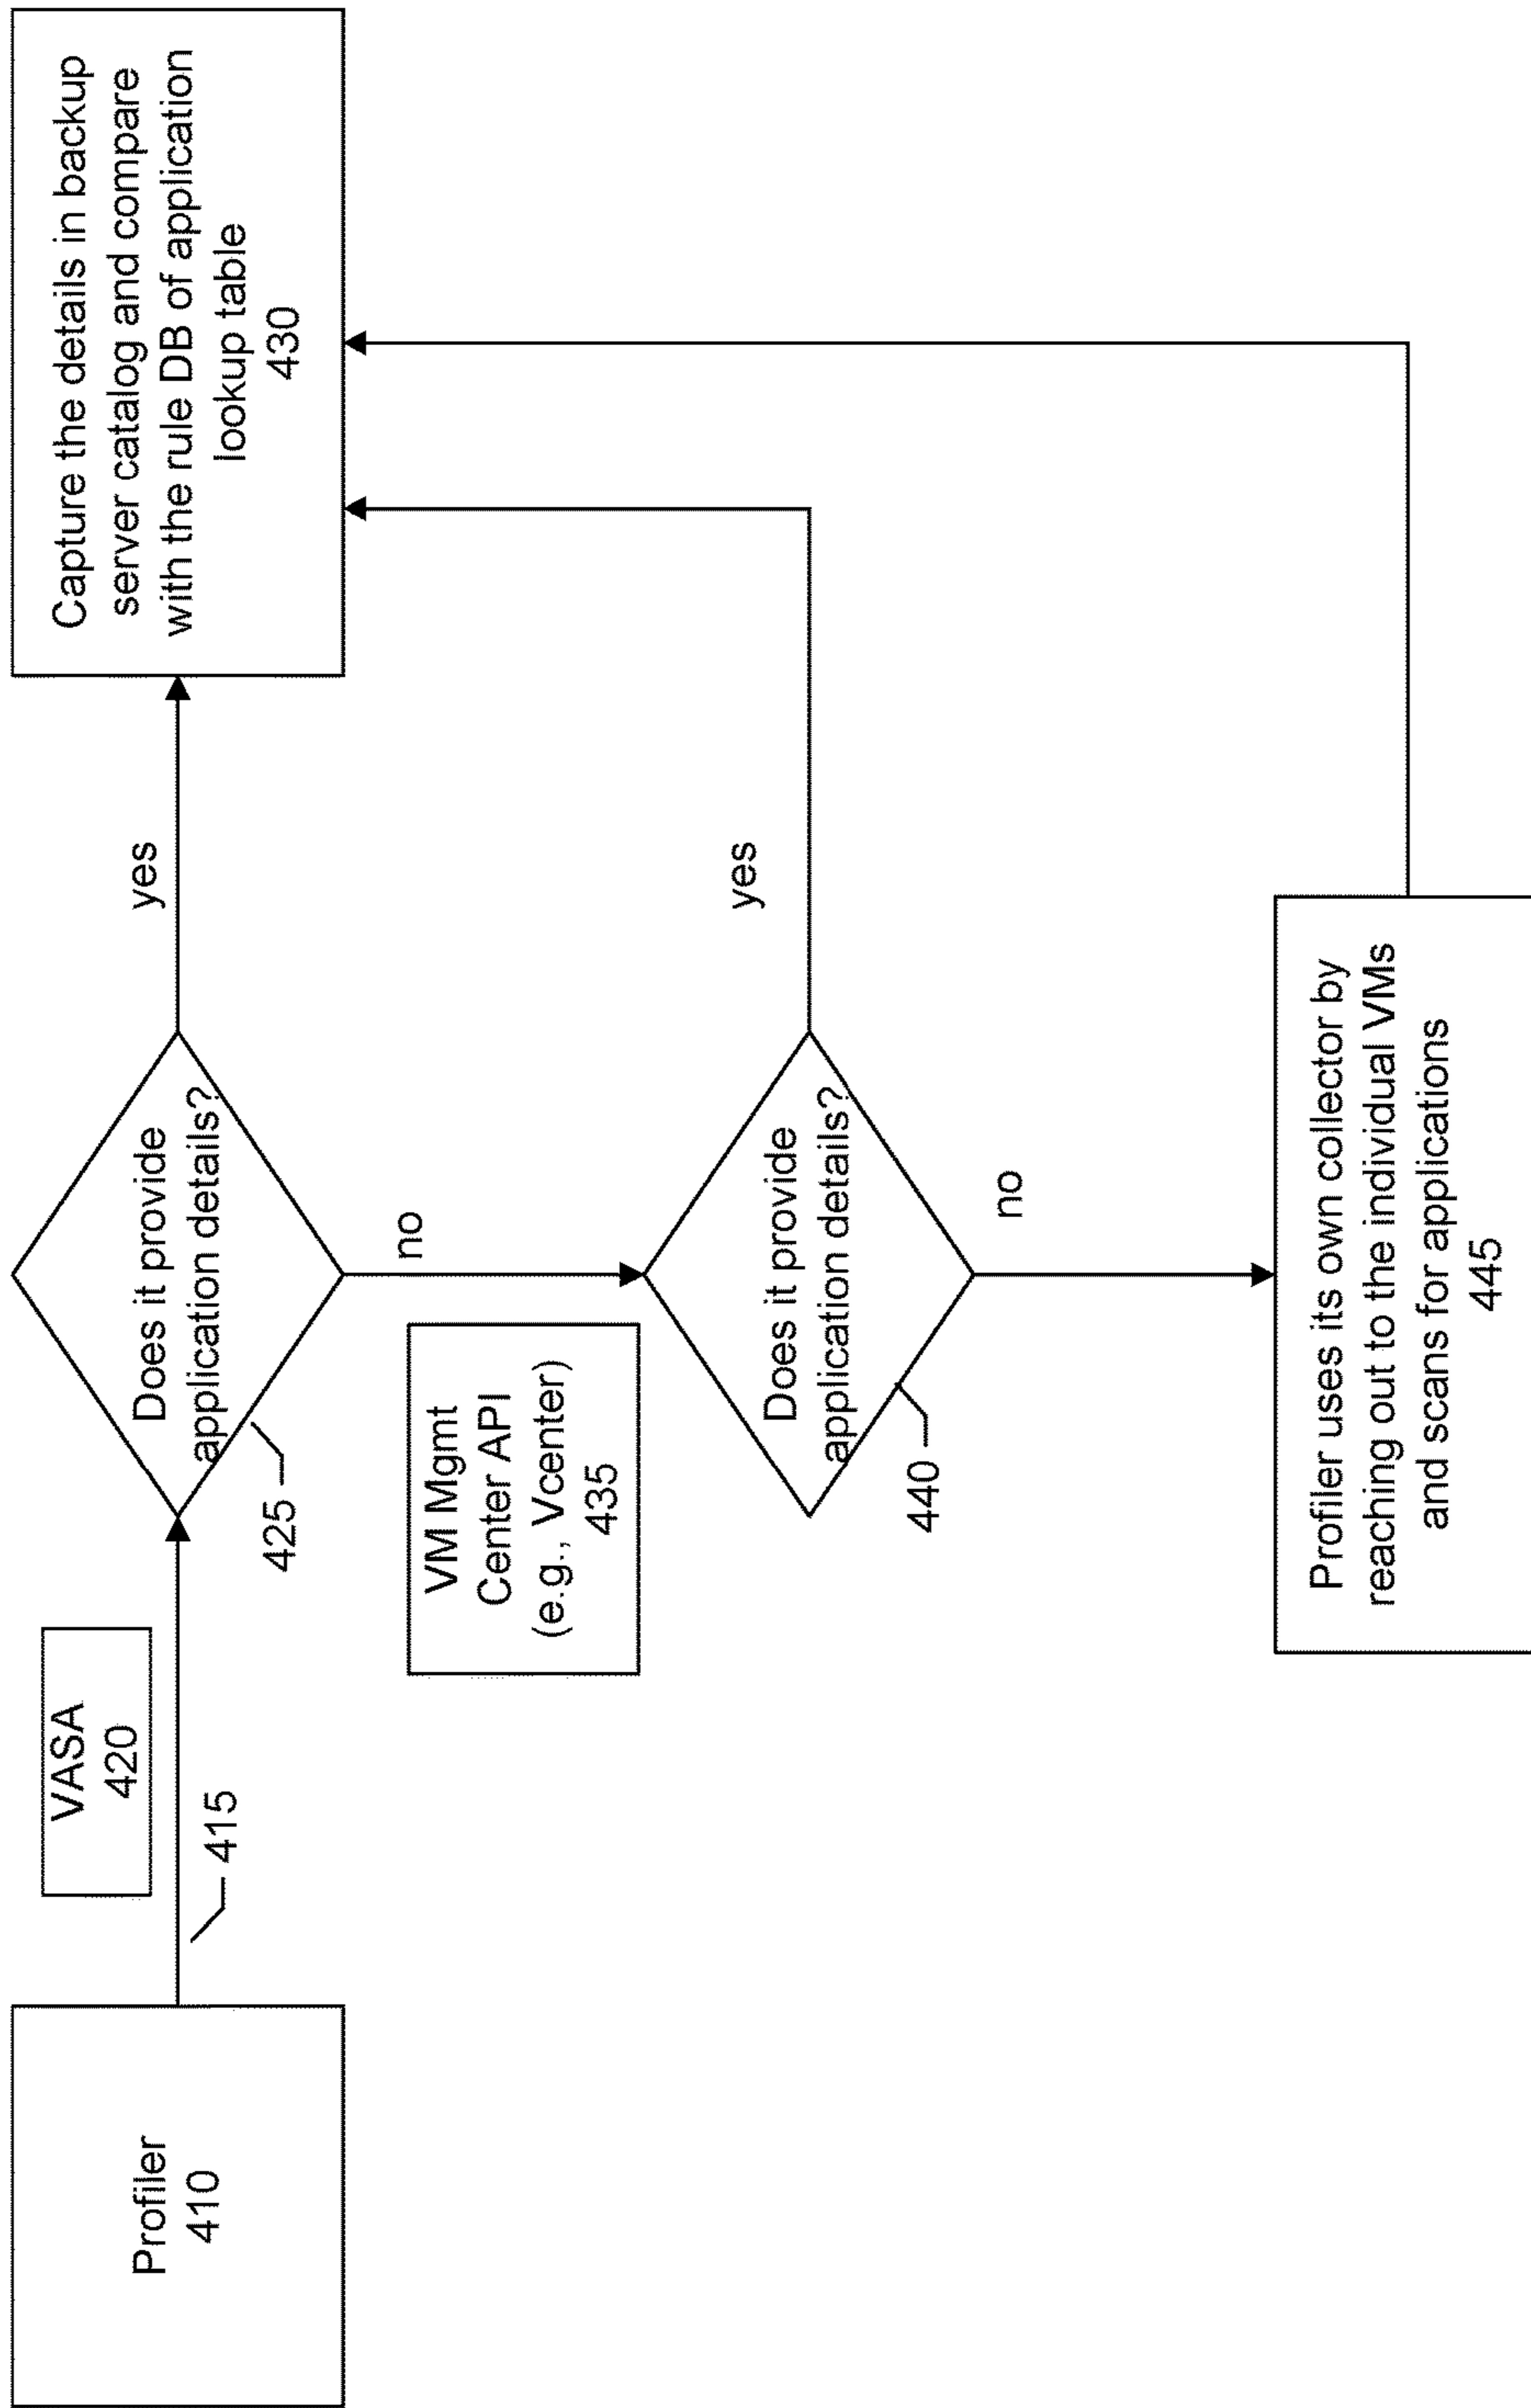 Profiler
410
415
VASA
420
Does it provide
application details?
425
yes
Capture the details in backup
server catalog and compare
with the rule DB of application
lookup table
430
no
VM Mgmt
Center API
(e.g., Vcenter)
435
Does it provide
application details?
440
yes
no
Profiler uses its own collector by
reaching out to the individual VMs
and scans for applications
445